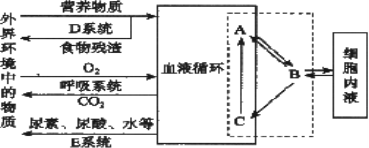 外界环境中的物质
营养物质
D系统
食物残渣
O₂
呼吸系统
CO₂
尿素、尿酸、水等
E系统
血液循环
A
B
C
细胞内液